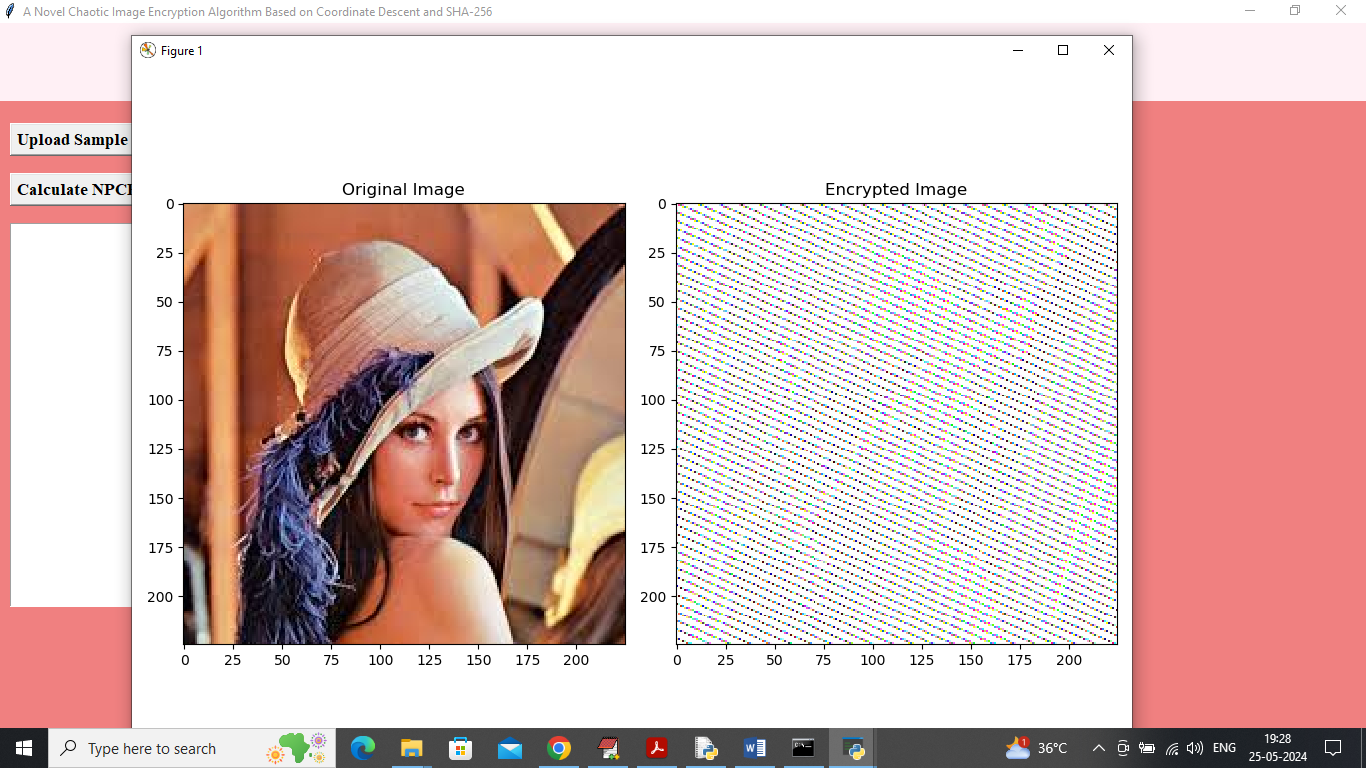 A Novel Chaotic Image Encryption Algorithm Based on Coordinate Descent and SHA-256
Figure 1
Upload Sample
Calculate NPC
Original Image
Encrypted Image
0
25
50
75
100
125
150
175
200
0 25 50 75 100 125 150 175 200
0
25
50
75
100
125
150
175
200
0 25 50 75 100 125 150 175 200
Type here to search
1
36°C
ENG
19:28
25-05-2024